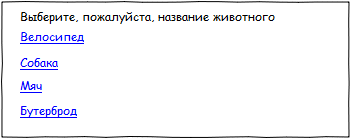 Выберите, пожалуйста, название животного
Велосипед
Собака
Мяч
Бутерброд